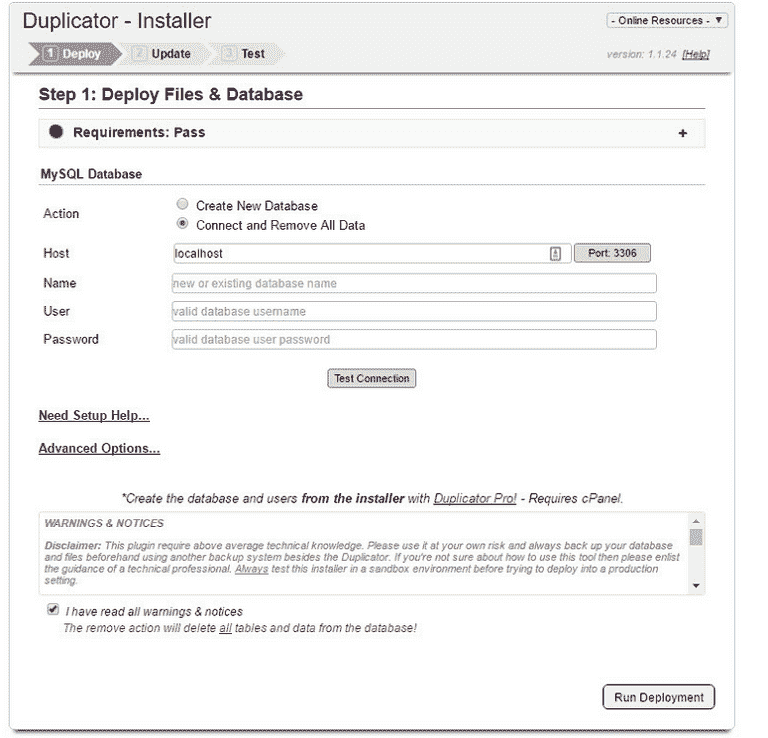 Duplicator - Installer
- Online Resources -
1 Deploy
2 Update
3 Test
version: 1.1.24 [Help]
Step 1: Deploy Files & Database
Requirements: Pass
+
MySQL Database
Action
Create New Database
Connect and Remove All Data
Host
localhost
Port: 3306
Name
new or existing database name
User
valid database username
Password
valid database user password
Test Connection
Need Setup Help...
Advanced Options...
*Create the database and users from the installer with Duplicator Pro! - Requires cPanel.
WARNINGS & NOTICES
Disclaimer: This plugin require above average technical knowledge. Please use it at your own risk and always back up your database
and files beforehand using another backup system besides the Duplicator. If you're not sure about how to use this tool then please enlist
the guidance of a technical professional. Always test this installer in a sandbox environment before trying to deploy into a production
setting.
I have read all warnings & notices
The remove action will delete all tables and data from the database!
Run Deployment